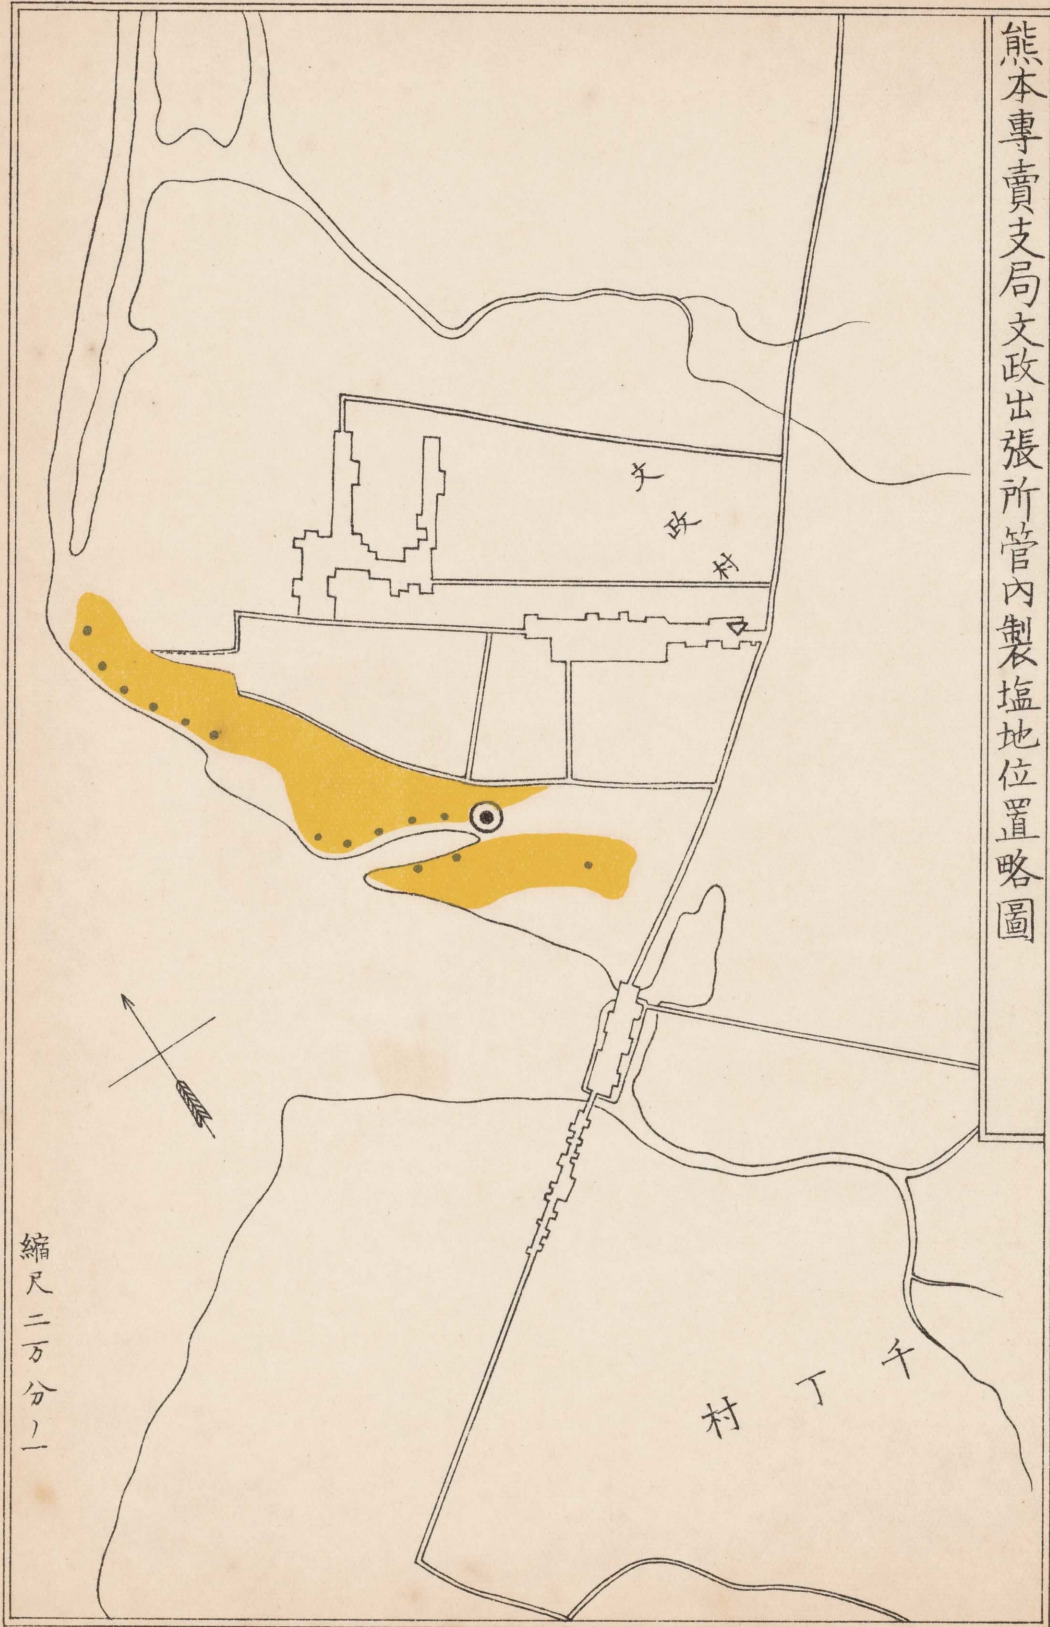 熊本專賣支局文政出張所管內製塩地位置略圖
文政村
千丁村
縮尺二万分ノ一